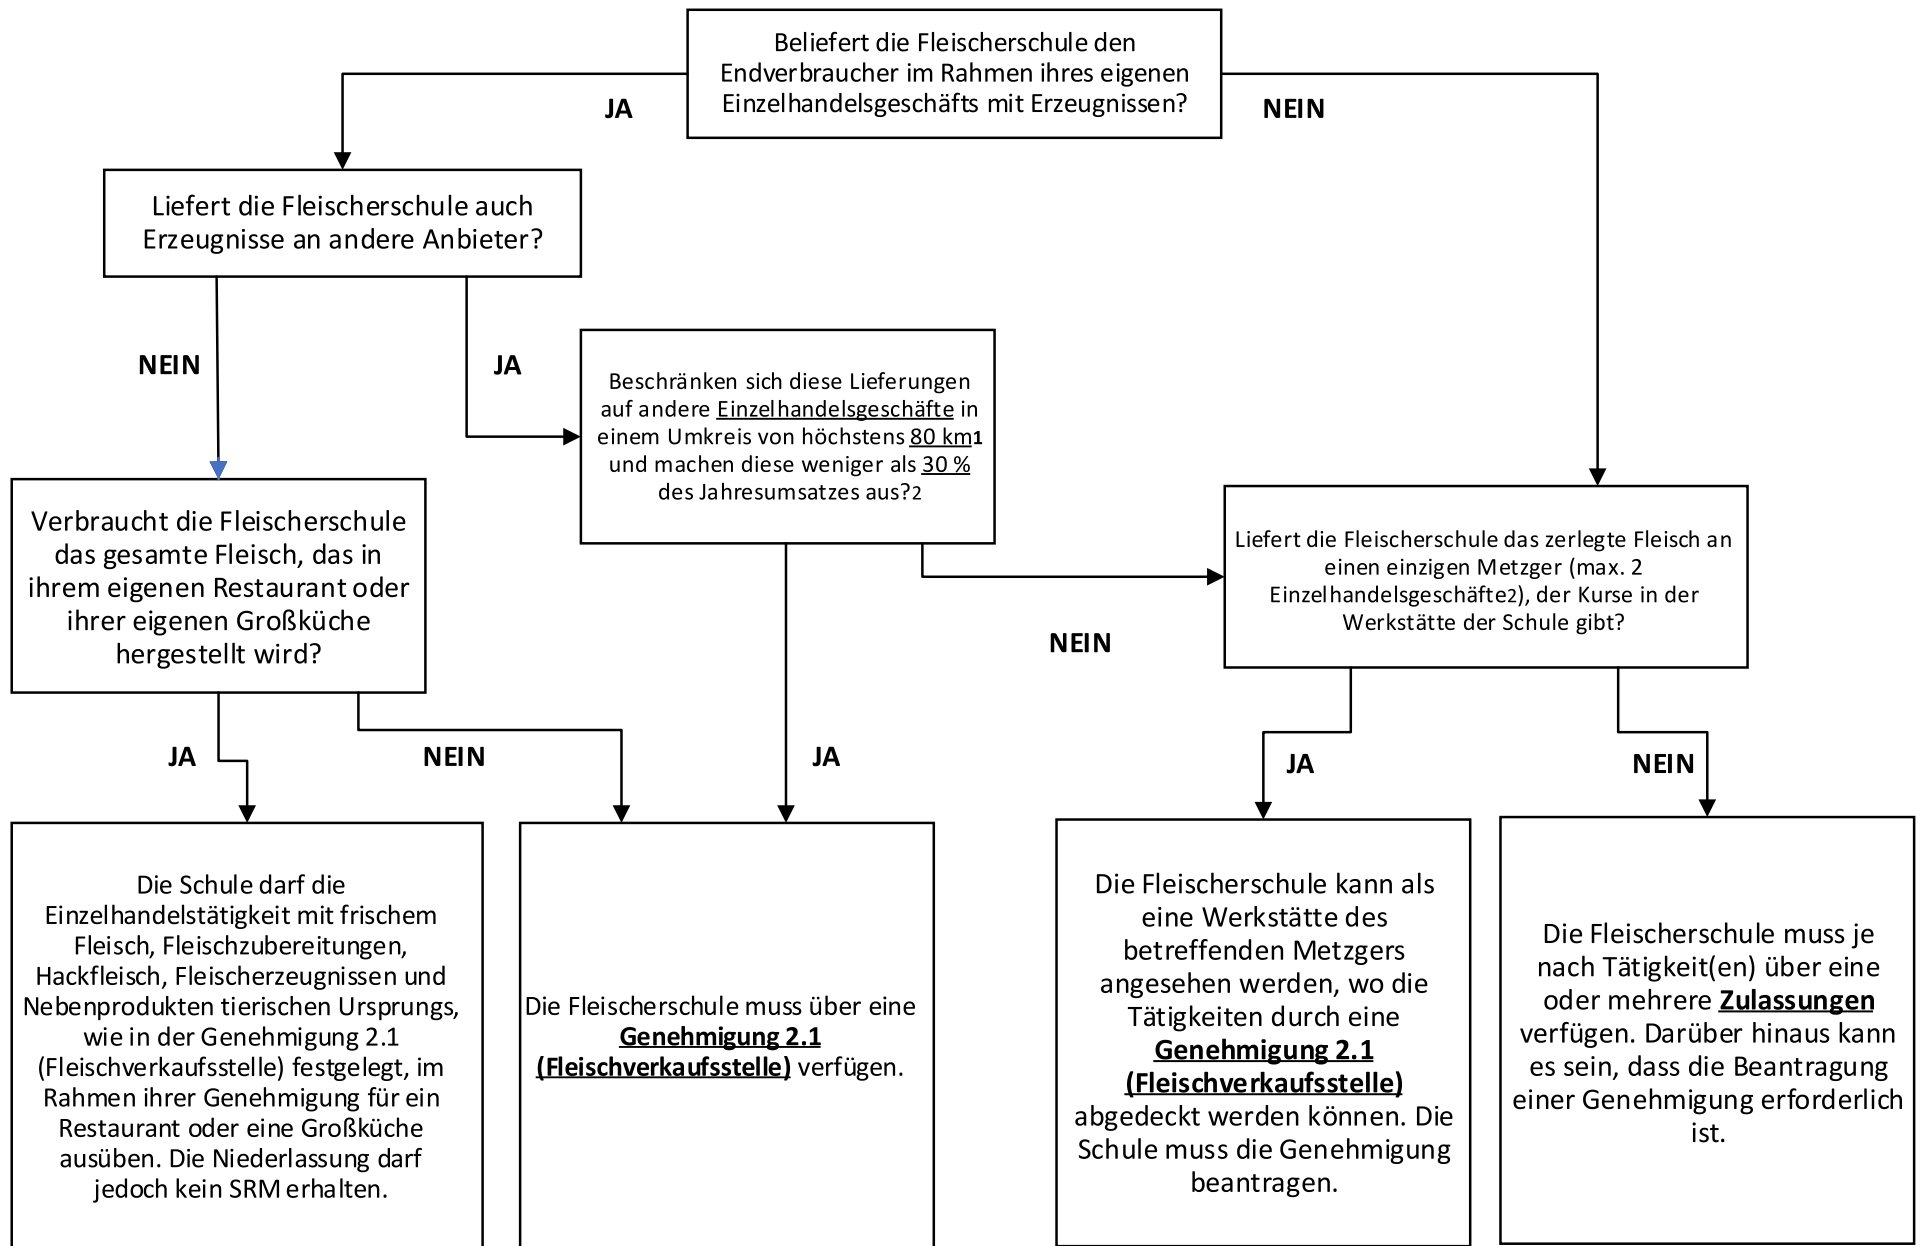 Beliefert die Fleischerschule den
Endverbraucher im Rahmen ihres eigenen
Einzelhandelsgeschäfts mit Erzeugnissen?
JA
NEIN
Liefert die Fleischerschule auch
Erzeugnisse an andere Anbieter?
NEIN
JA
Beschränken sich diese Lieferungen
auf andere Einzelhandelsgeschäfte in
einem Umkreis von höchstens 80 km1
und machen diese weniger als 30 %
des Jahresumsatzes aus?2
Verbraucht die Fleischerschule
das gesamte Fleisch, das in
ihrem eigenen Restaurant oder
ihrer eigenen Großküche
hergestellt wird?
Liefert die Fleischerschule das zerlegte Fleisch an
einen einzigen Metzger (max. 2
Einzelhandelsgeschäfte2), der Kurse in der
Werkstätte der Schule gibt?
NEIN
JA
NEIN
JA
JA
NEIN
Die Schule darf die
Einzelhandelstätigkeit mit frischem
Fleisch, Fleischzubereitungen,
Hackfleisch, Fleischerzeugnissen und
Nebenprodukten tierischen Ursprungs,
wie in der Genehmigung 2.1
(Fleischverkaufsstelle) festgelegt, im
Rahmen ihrer Genehmigung für ein
Restaurant oder eine Großküche
ausüben. Die Niederlassung darf
jedoch kein SRM erhalten.
Die Fleischerschule muss über eine
Genehmigung 2.1
(Fleischverkaufsstelle) verfügen.
Die Fleischerschule kann als
eine Werkstätte des
betreffenden Metzgers
angesehen werden, wo die
Tätigkeiten durch eine
Genehmigung 2.1
(Fleischverkaufsstelle)
abgedeckt werden können. Die
Schule muss die Genehmigung
beantragen.
Die Fleischerschule muss je
nach Tätigkeit(en) über eine
oder mehrere Zulassungen
verfügen. Darüber hinaus kann
es sein, dass die Beantragung
einer Genehmigung erforderlich
ist.